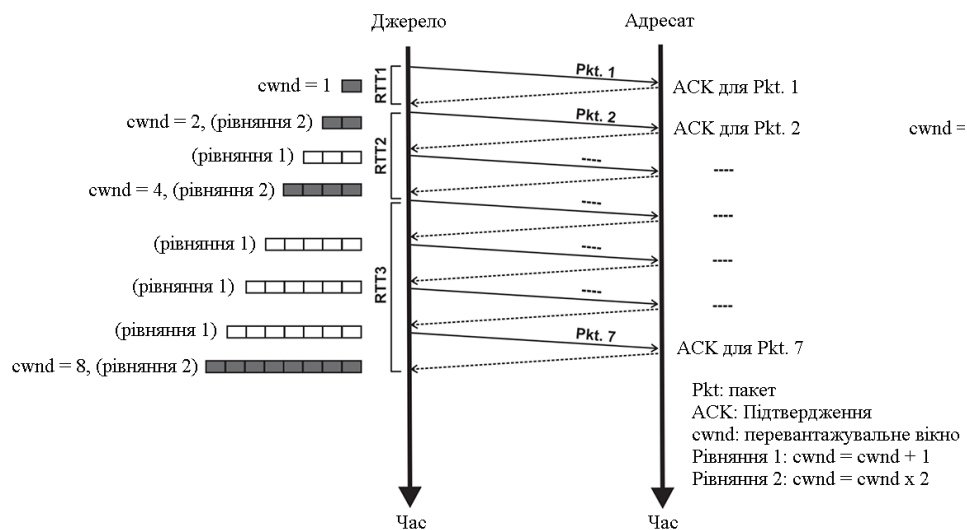 Джерело
Адресат
RTT1
Pkt. 1
cwnd = 1
ACK для Pkt. 1
cwnd = 2, (рівняння 2)
RTT2
Pkt. 2
ACK для Pkt. 2
cwnd =
(рівняння 1)
----
----
cwnd = 4, (рівняння 2)
----
----
RTT3
(рівняння 1)
----
----
(рівняння 1)
----
----
(рівняння 1)
Pkt. 7
ACK для Pkt. 7
cwnd = 8, (рівняння 2)
Pkt: пакет
ACK: Підтвердження
cwnd: перевантажувальне вікно
Рівняння 1: cwnd = cwnd + 1
Рівняння 2: cwnd = cwnd x 2
Час
Час